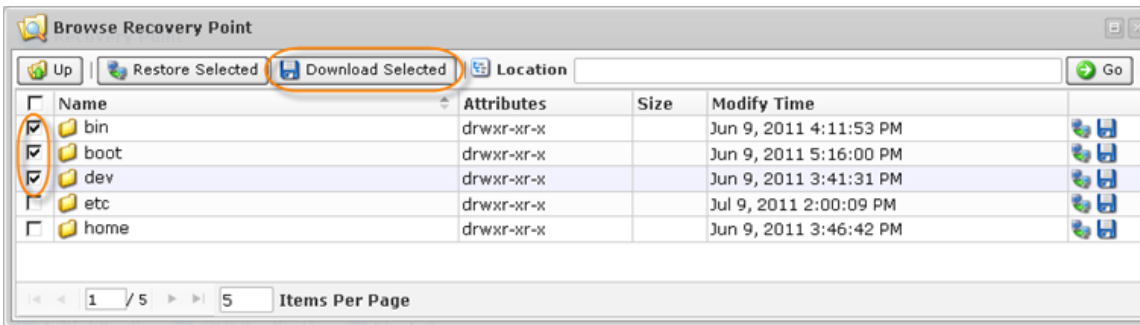 Browse Recovery Point
Up | Restore Selected Download Selected Location Go
Name Attributes Size Modify Time
bin drwxr-xr-x Jun 9, 2011 4:11:53 PM
boot drwxr-xr-x Jun 9, 2011 5:16:00 PM
dev drwxr-xr-x Jun 9, 2011 3:41:31 PM
etc drwxr-xr-x Jul 9, 2011 2:00:09 PM
home drwxr-xr-x Jun 9, 2011 3:46:42 PM
1 / 5 5 Items Per Page